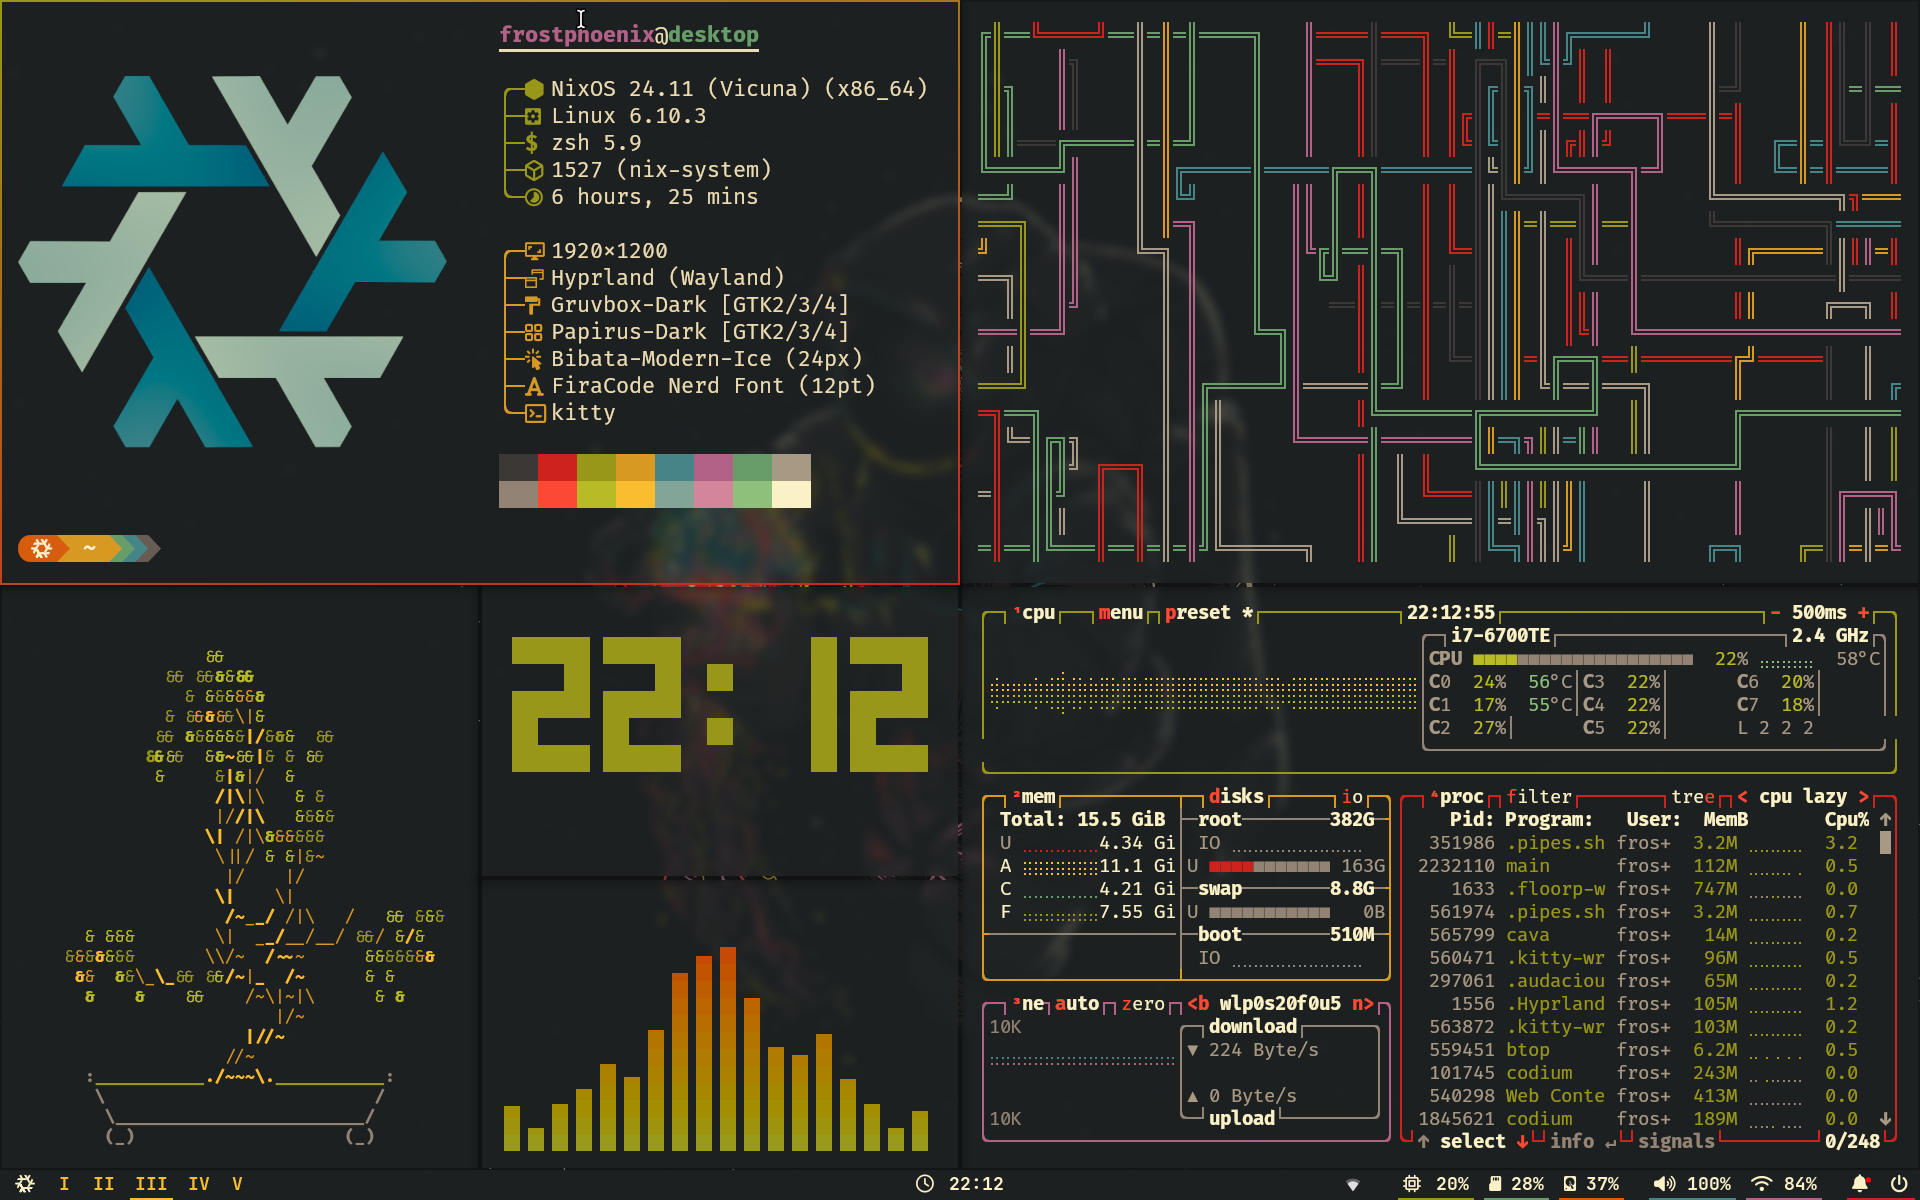 frostphoenix@desktop
NixOS 24.11 (Vicuna) (x86_64)
Linux 6.10.3
zsh 5.9
1527 (nix-system)
6 hours, 25 mins
1920×1200
Hyprland (Wayland)
Gruvbox-Dark [GTK2/3/4]
Papirus-Dark [GTK2/3/4]
Bibata-Modern-Ice (24px)
FiraCode Nerd Font (12pt)
kitty
~
22:12
¹cpu menu preset * 22:12:55 - 500ms +
i7-6700TE 2.4 GHz
CPU 22% 58°C
C0 24% 56°C C3 22% C6 20%
C1 17% 55°C C4 22% C7 18%
C2 27% C5 22% L 2 2 2
²mem
Total: 15.5 GiB
U 4.34 Gi
A 11.1 Gi
C 4.21 Gi
F 7.55 Gi
disks io
root 382G
IO
U 163G
swap 8.8G
U 0B
boot 510M
IO
³ne auto zero <b wlp0s20f0u5 n>
10K
download
▼ 224 Byte/s
▲ 0 Byte/s
10K
upload
⁴proc filter tree < cpu lazy >
Pid: Program: User: MemB Cpu% ↑
351986 .pipes.sh fros+ 3.2M 3.2
2232110 main fros+ 112M 0.5
1633 .floorp-w fros+ 747M 0.0
561974 .pipes.sh fros+ 3.2M 0.7
565799 cava fros+ 14M 0.2
560471 .kitty-wr fros+ 96M 0.5
297061 .audaciou fros+ 65M 0.2
1556 .Hyprland fros+ 105M 1.2
563872 .kitty-wr fros+ 103M 0.2
559451 btop fros+ 6.2M 0.5
101745 codium fros+ 243M 0.0
540298 Web Conte fros+ 413M 0.0
1845621 codium fros+ 189M 0.0 ↓
↑ select ↓ info ↵ signals 0/248
I II III IV V
22:12
20% 28% 37% 100% 84%